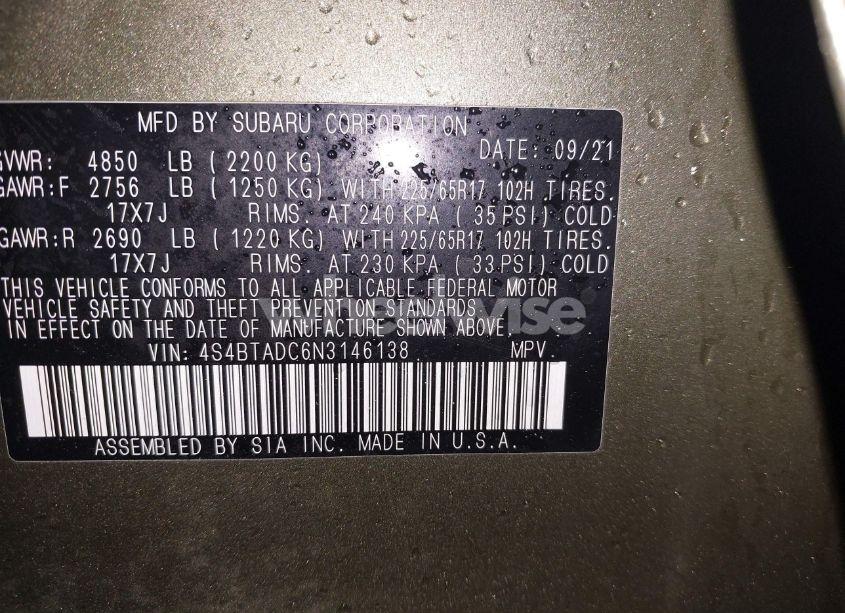 MFD BY SUBARU CORPORATION
GVWR: 4850 LB (2200 KG) DATE: 09/21
GAWR:F 2756 LB (1250 KG) WITH 225/65R17 102H TIRES.
17X7J RIMS. AT 240 KPA (35 PSI) COLD
GAWR:R 2690 LB (1220 KG) WITH 225/65R17 102H TIRES.
17X7J RIMS. AT 230 KPA (33 PSI) COLD
THIS VEHICLE CONFORMS TO ALL APPLICABLE FEDERAL MOTOR
VEHICLE SAFETY AND THEFT PREVENTION STANDARDS
IN EFFECT ON THE DATE OF MANUFACTURE SHOWN ABOVE.
VIN: 4S4BTADC6N3146138 MPV
ASSEMBLED BY SIA INC. MADE IN U.S.A.